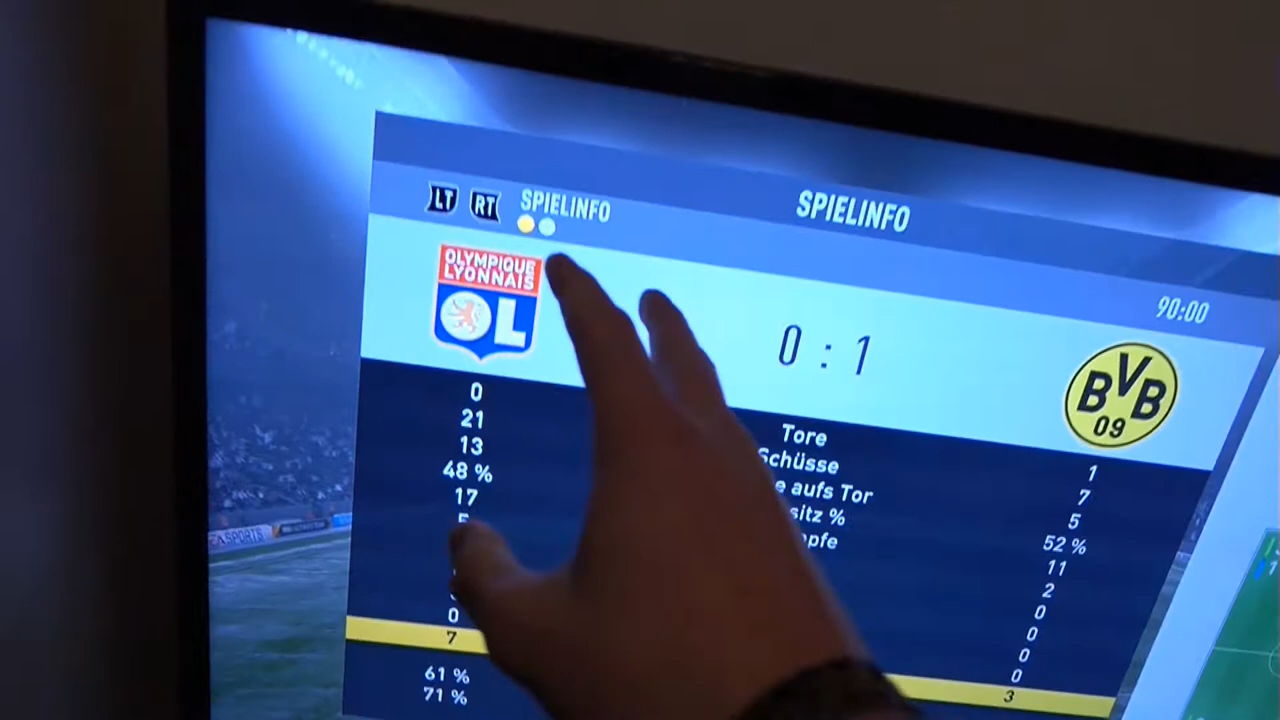 LT RT SPIELINFO
SPIELINFO
90:00
OLYMPIQUE
LYONNAIS
OL
0 : 1
BVB
09
0 Tore 1
21 Schüsse 7
13 aufs Tor 5
48 % % 52 %
17 11
2
0
0
0 0
0
7 3
61 %
71 %
EA SPORTS